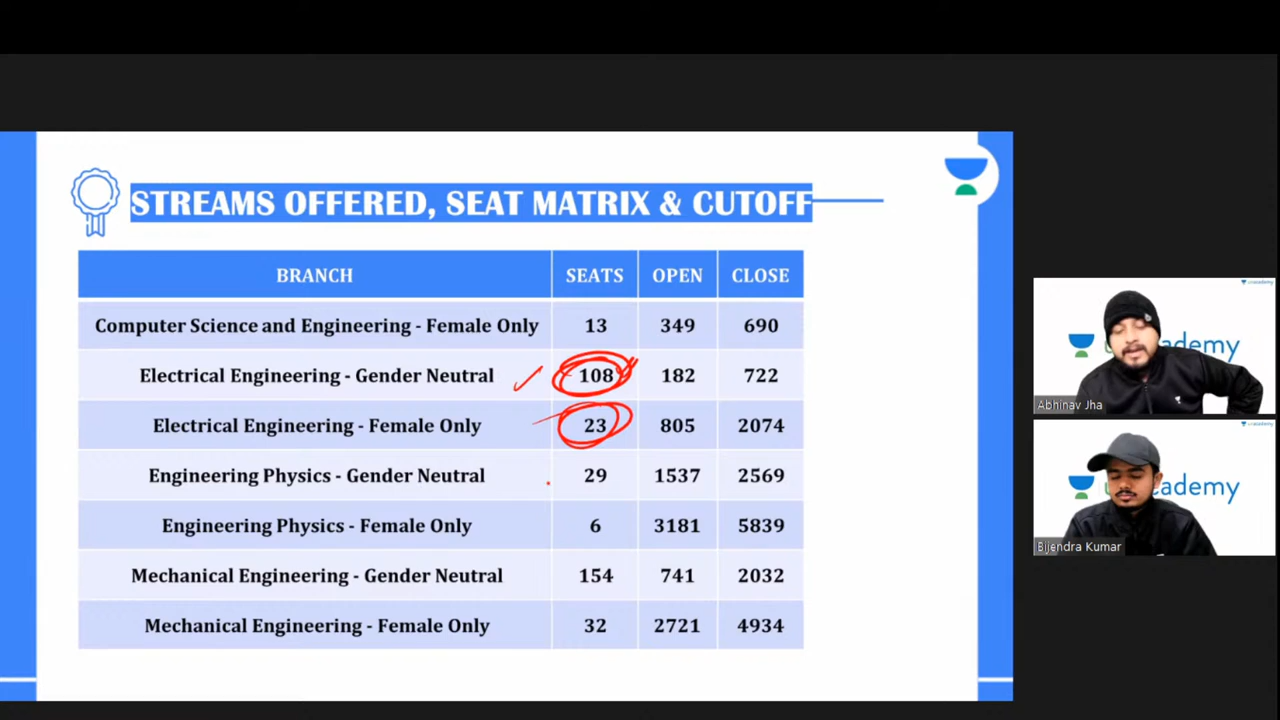 STREAMS OFFERED, SEAT MATRIX & CUTOFF
BRANCH SEATS OPEN CLOSE
Computer Science and Engineering - Female Only 13 349 690
Electrical Engineering - Gender Neutral 108 182 722
Electrical Engineering - Female Only 23 805 2074
Engineering Physics - Gender Neutral 29 1537 2569
Engineering Physics - Female Only 6 3181 5839
Mechanical Engineering - Gender Neutral 154 741 2032
Mechanical Engineering - Female Only 32 2721 4934
Abhinav Jha
Bijendra Kumar